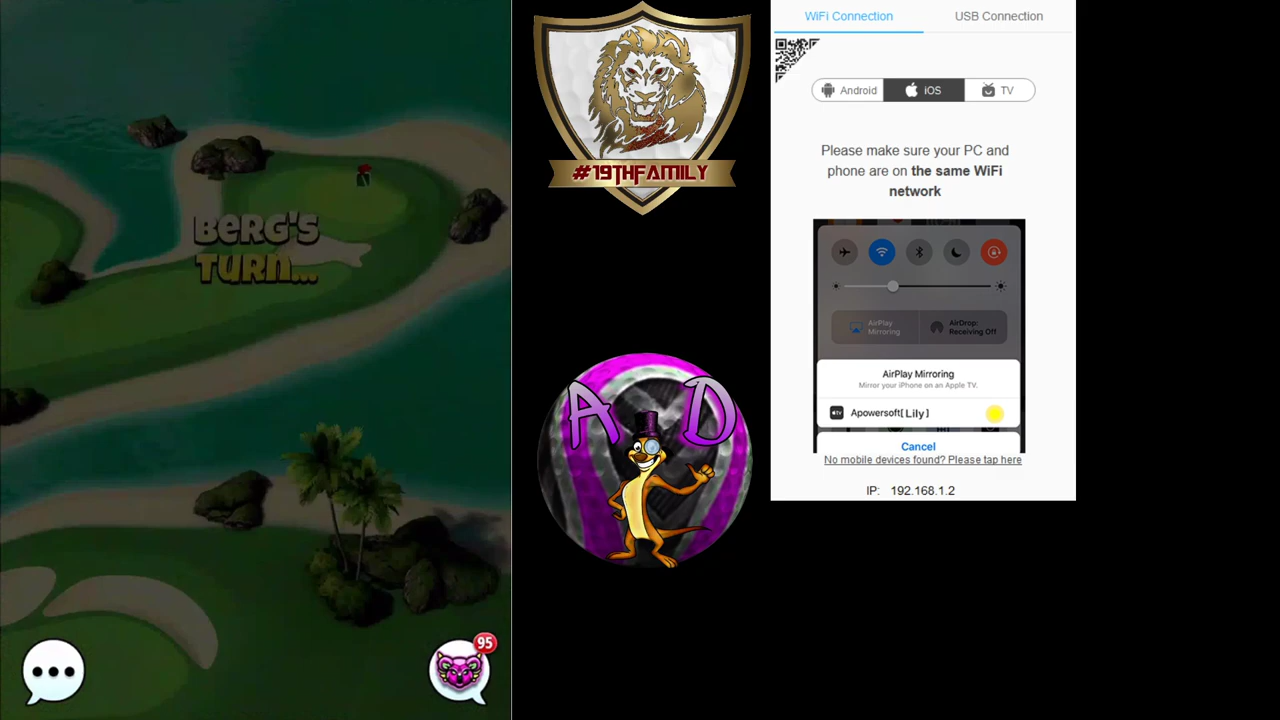 BERG'S
TURN...
95
#19THFAMILY
A D
WiFi Connection
USB Connection
Android
iOS
TV
Please make sure your PC and
phone are on the same WiFi
network
AirPlay
Mirroring
AirDrop:
Receiving Off
AirPlay Mirroring
Mirror your iPhone on an Apple TV.
tv
Apowersoft[Lily]
Cancel
No mobile devices found? Please tap here
IP: 192.168.1.2